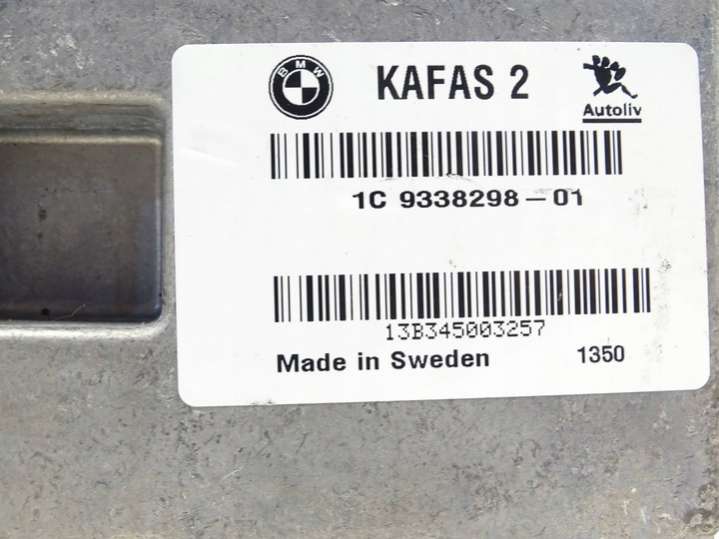 BMW KAFAS 2 Autoliv
1C 9338298-01
13B345003257
Made in Sweden 1350